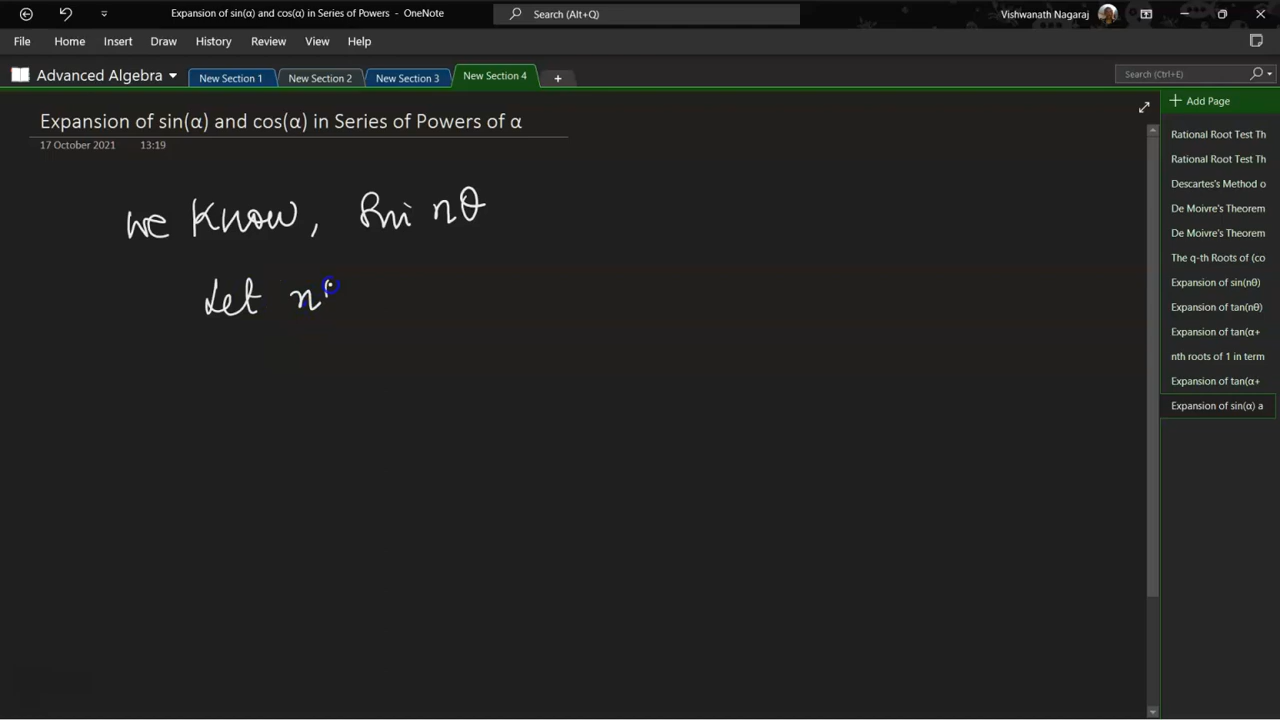 Expansion of sin(α) and cos(α) in Series of Powers - OneNote
Search (Alt+Q)
Vishwanath Nagaraj
File Home Insert Draw History Review View Help
Advanced Algebra
New Section 1 New Section 2 New Section 3 New Section 4 +
Search (Ctrl+E)
Expansion of sin(α) and cos(α) in Series of Powers of α
17 October 2021 13:19
We Know, Sin nθ
Let n
Add Page
Rational Root Test Th
Rational Root Test Th
Descartes's Method o
De Moivre's Theorem
De Moivre's Theorem
The q-th Roots of (co
Expansion of sin(nθ)
Expansion of tan(nθ)
Expansion of tan(α+
nth roots of 1 in term
Expansion of tan(α+
Expansion of sin(α) a